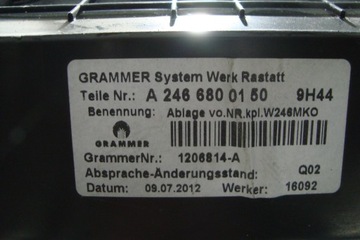 GRAMMER System Werk Rastatt
Teile Nr.: A 246 680 01 50 9H44
Benennung: Ablage vo.NR.kpl.W246MKO
GRAMMER
GrammerNr.: 1206814-A
Absprache-Änderungsstand: Q02
Datum: 09.07.2012 Werker: 16092